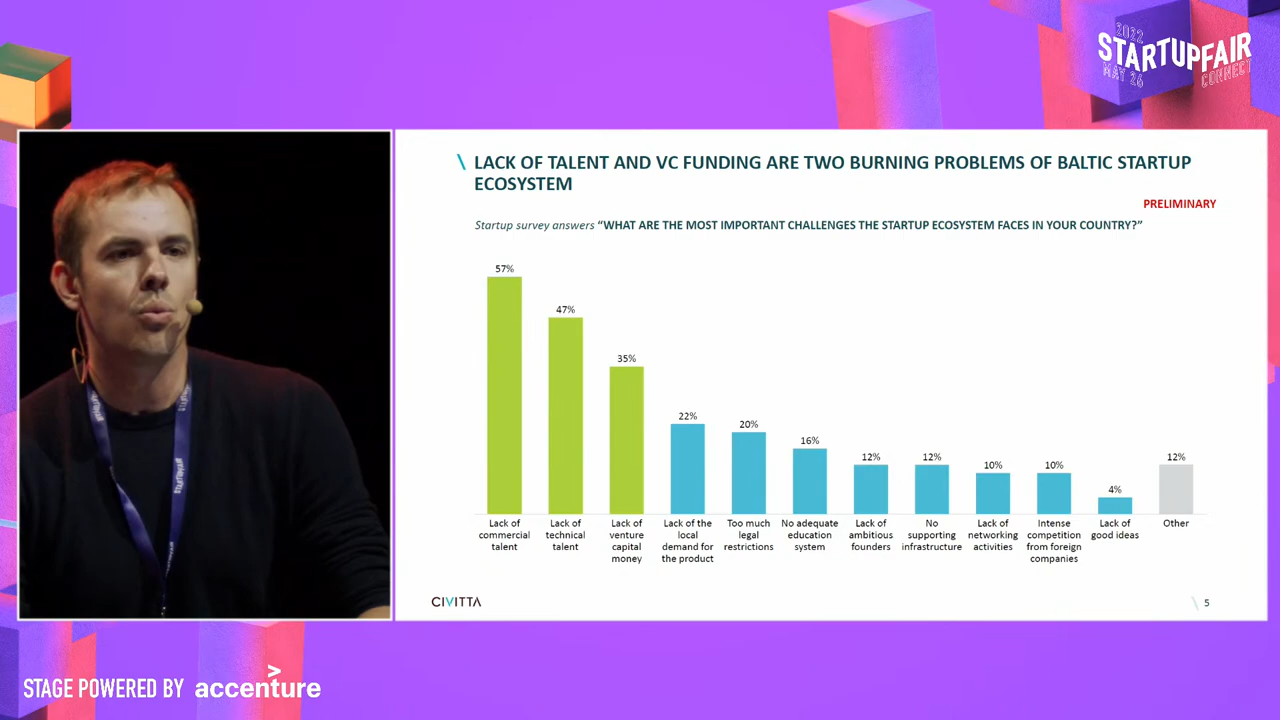 2022
STARTUPFAIR
MAY 26
CONNECT
\ LACK OF TALENT AND VC FUNDING ARE TWO BURNING PROBLEMS OF BALTIC STARTUP
ECOSYSTEM
PRELIMINARY
Startup survey answers “WHAT ARE THE MOST IMPORTANT CHALLENGES THE STARTUP ECOSYSTEM FACES IN YOUR COUNTRY?”
57%
47%
35%
22%
20%
16%
12%
12%
10%
10%
4%
12%
Lack of
commercial
talent
Lack of
technical
talent
Lack of
venture
capital
money
Lack of the
local
demand for
the product
Too much
legal
restrictions
No adequate
education
system
Lack of
ambitious
founders
No
supporting
infrastructure
Lack of
networking
activities
Intense
competition
from foreign
companies
Lack of
good ideas
Other
CIVITTA
\ 5
STAGE POWERED BY accenture